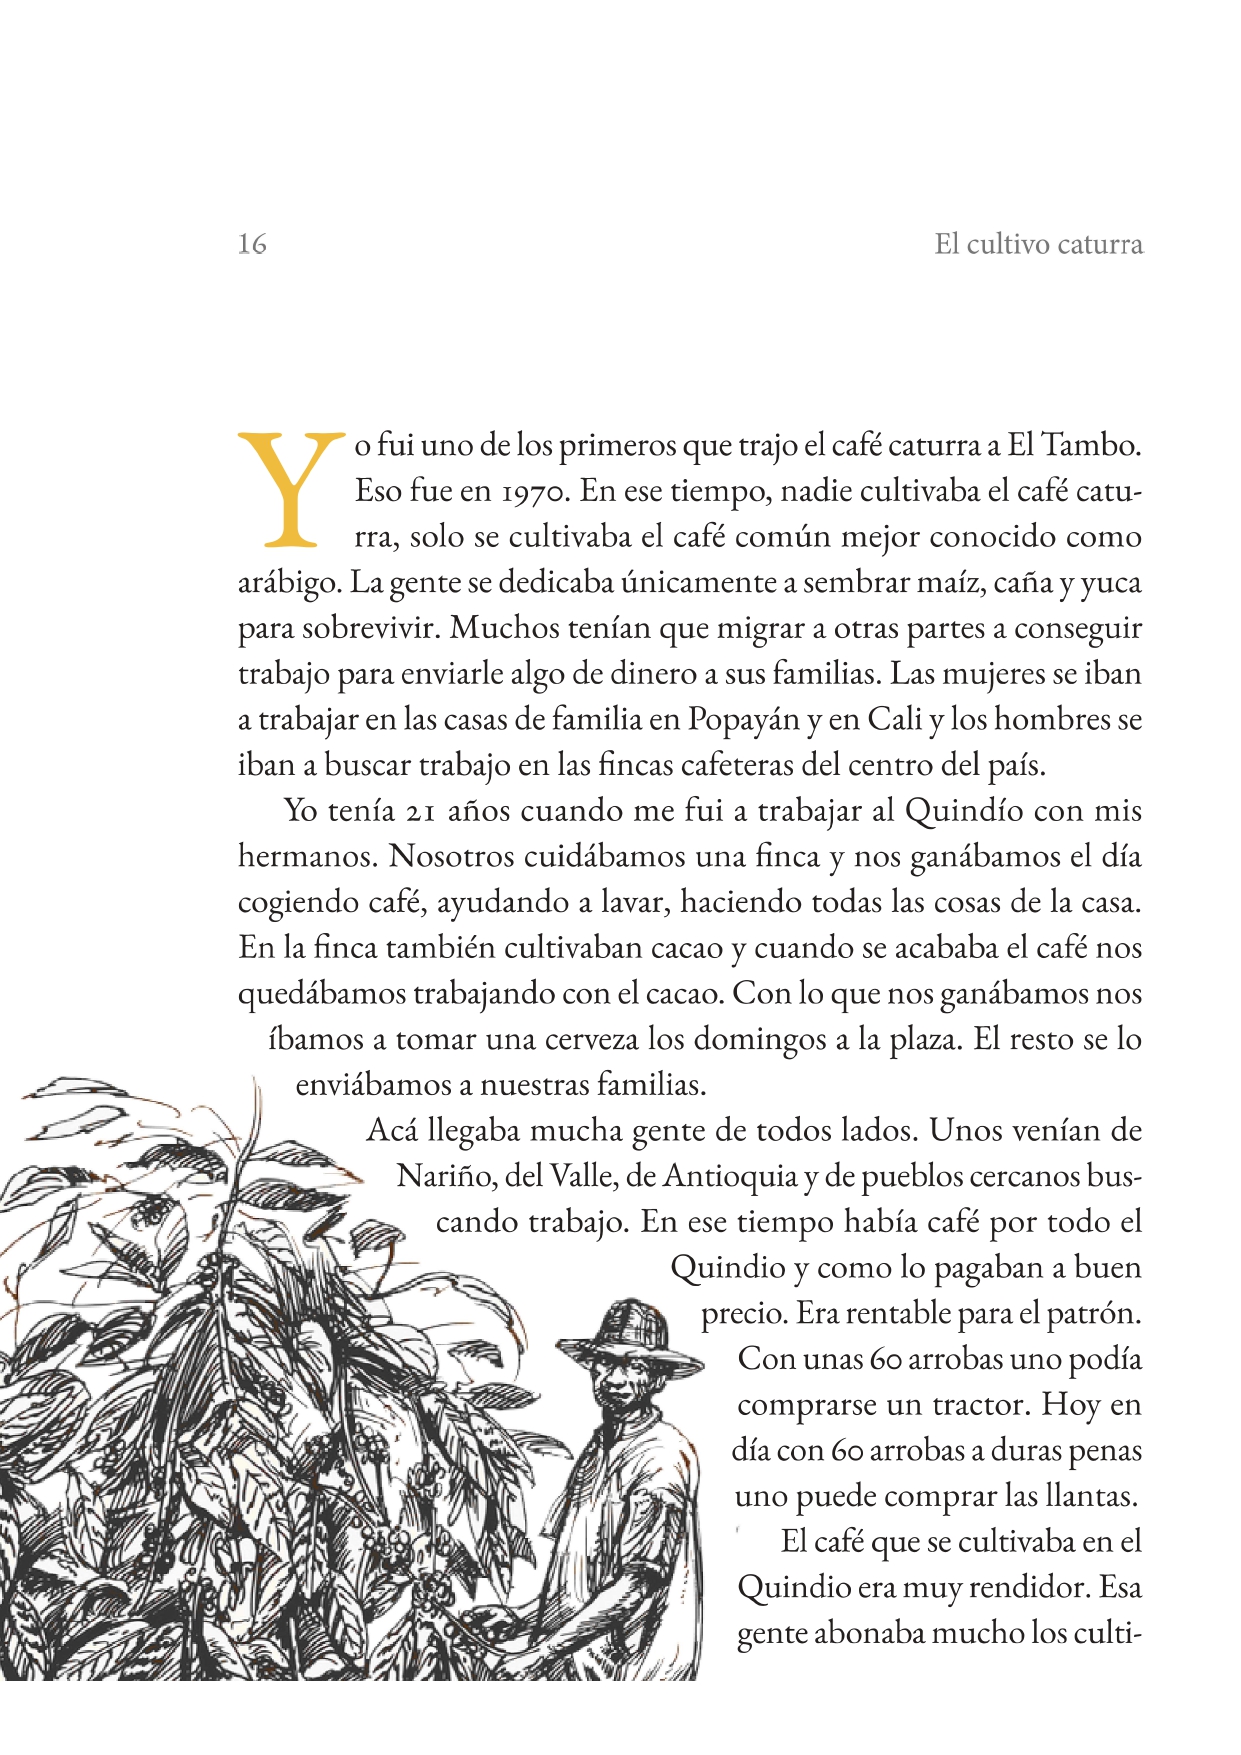 16
El cultivo caturra
Yo fui uno de los primeros que trajo el café caturra a El Tambo.
Eso fue en 1970. En ese tiempo, nadie cultivaba el café catu-
rra, solo se cultivaba el café común mejor conocido como
arábigo. La gente se dedicaba únicamente a sembrar maíz, caña y yuca
para sobrevivir. Muchos tenían que migrar a otras partes a conseguir
trabajo para enviarle algo de dinero a sus familias. Las mujeres se iban
a trabajar en las casas de familia en Popayán y en Cali y los hombres se
iban a buscar trabajo en las fincas cafeteras del centro del país.
Yo tenía 21 años cuando me fui a trabajar al Quindío con mis
hermanos. Nosotros cuidábamos una finca y nos ganábamos el día
cogiendo café, ayudando a lavar, haciendo todas las cosas de la casa.
En la finca también cultivaban cacao y cuando se acababa el café nos
quedábamos trabajando con el cacao. Con lo que nos ganábamos nos
íbamos a tomar una cerveza los domingos a la plaza. El resto se lo
enviábamos a nuestras familias.
Acá llegaba mucha gente de todos lados. Unos venían de
Nariño, del Valle, de Antioquia y de pueblos cercanos bus-
cando trabajo. En ese tiempo había café por todo el
Quindio y como lo pagaban a buen
precio. Era rentable para el patrón.
Con unas 60 arrobas uno podía
comprarse un tractor. Hoy en
día con 60 arrobas a duras penas
uno puede comprar las llantas.
El café que se cultivaba en el
Quindio era muy rendidor. Esa
gente abonaba mucho los culti-